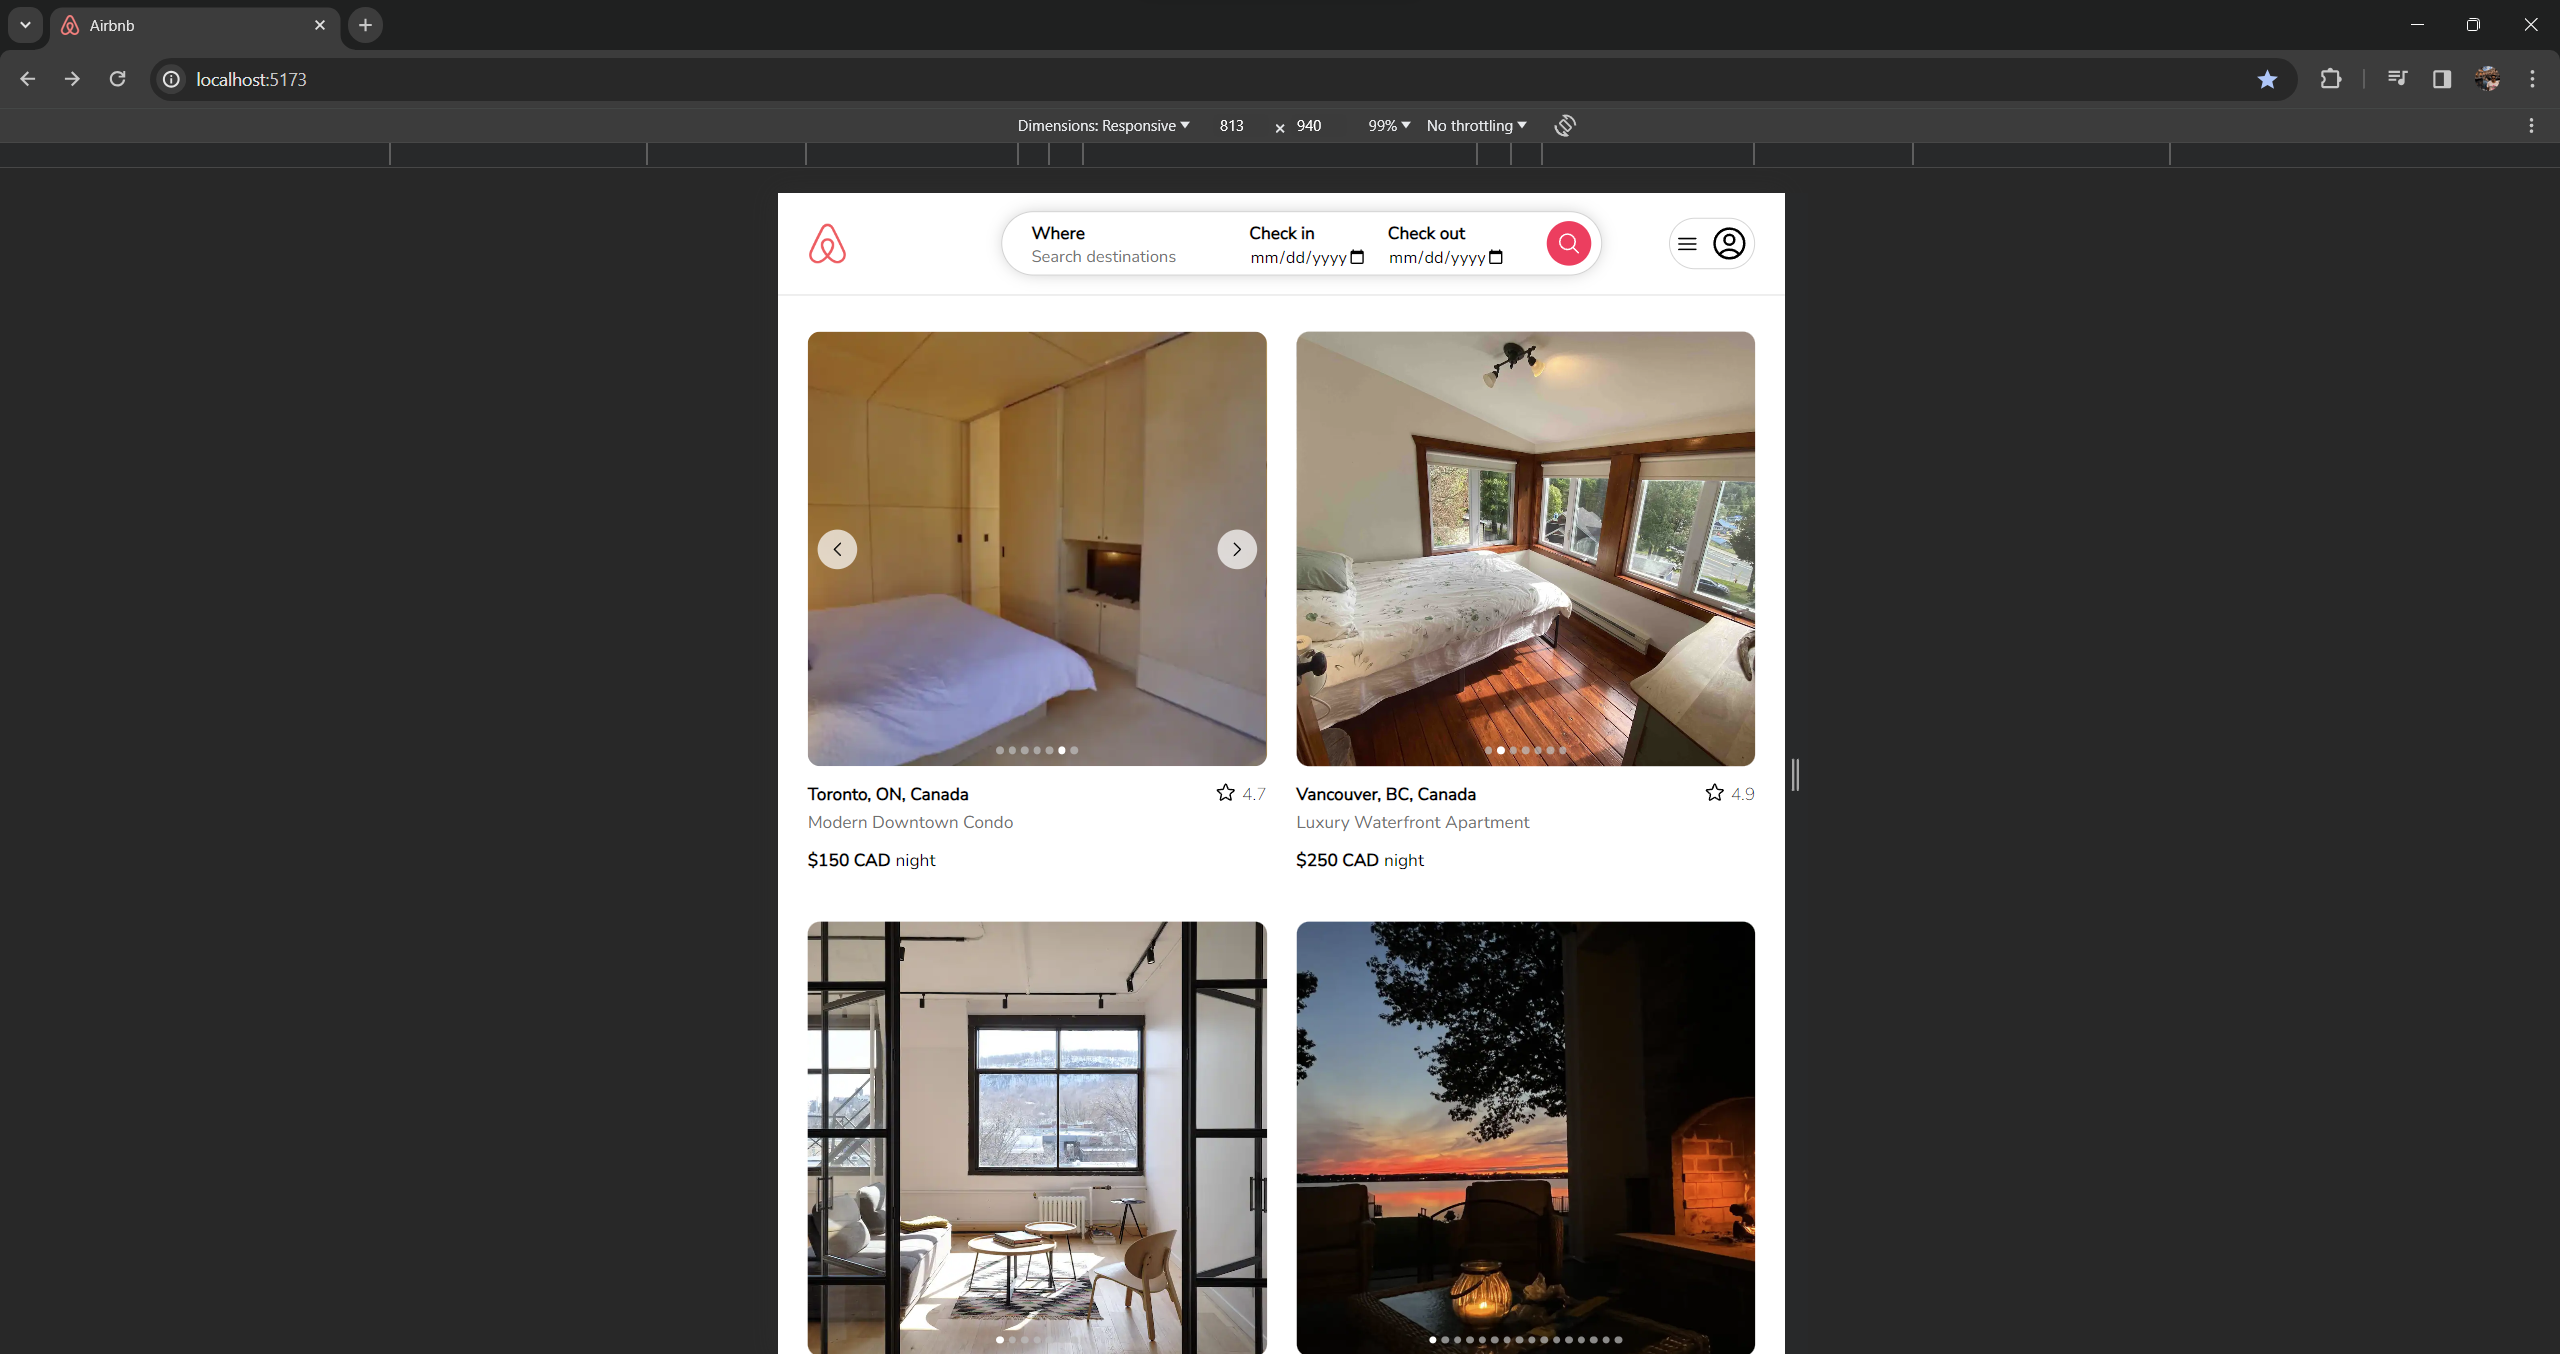 Airbnb
localhost:5173
Dimensions: Responsive 813 × 940 99% No throttling
Where Check in Check out
Search destinations mm/dd/yyyy mm/dd/yyyy
Toronto, ON, Canada 4.7
Modern Downtown Condo
$150 CAD night
Vancouver, BC, Canada 4.9
Luxury Waterfront Apartment
$250 CAD night